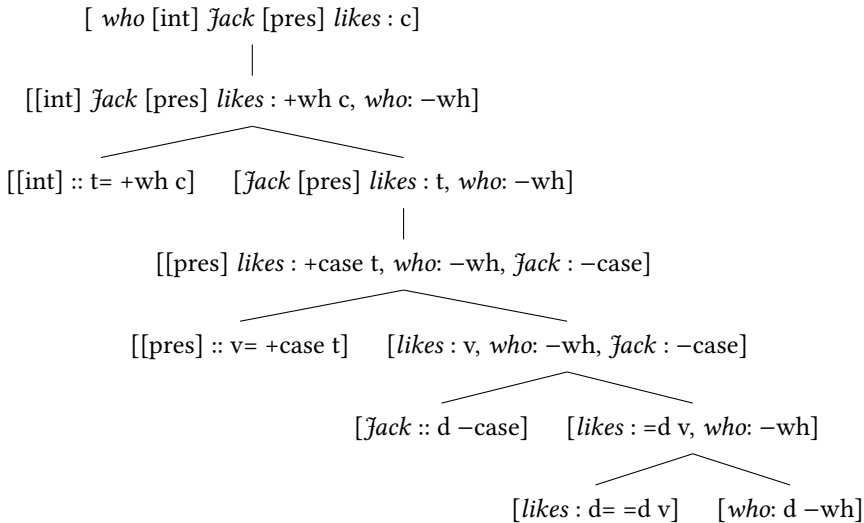 [ who [int] Jack [pres] likes : c]
[[int] Jack [pres] likes : +wh c, who: −wh]
[[int] :: t= +wh c] [Jack [pres] likes : t, who: −wh]
[[pres] likes : +case t, who: −wh, Jack : −case]
[[pres] :: v= +case t] [likes : v, who: −wh, Jack : −case]
[Jack :: d −case] [likes : =d v, who: −wh]
[likes : d= =d v] [who: d −wh]